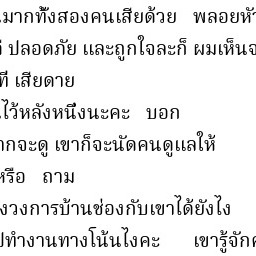 มากทั้งสองคนเสียด้วย พลอยหัว
ปลอดภัย และถูกใจละก็ ผมเห็นจ
ที เสียดาย
ไว้หลังหนึ่งนะคะ บอก
ากจะดู เขาก็จะนัดคนดูแลให้
หรือ ถาม
งวงการบ้านช่องกับเขาได้ยังไง
ปทำงานทางโน้นไงคะ เขารู้จักค